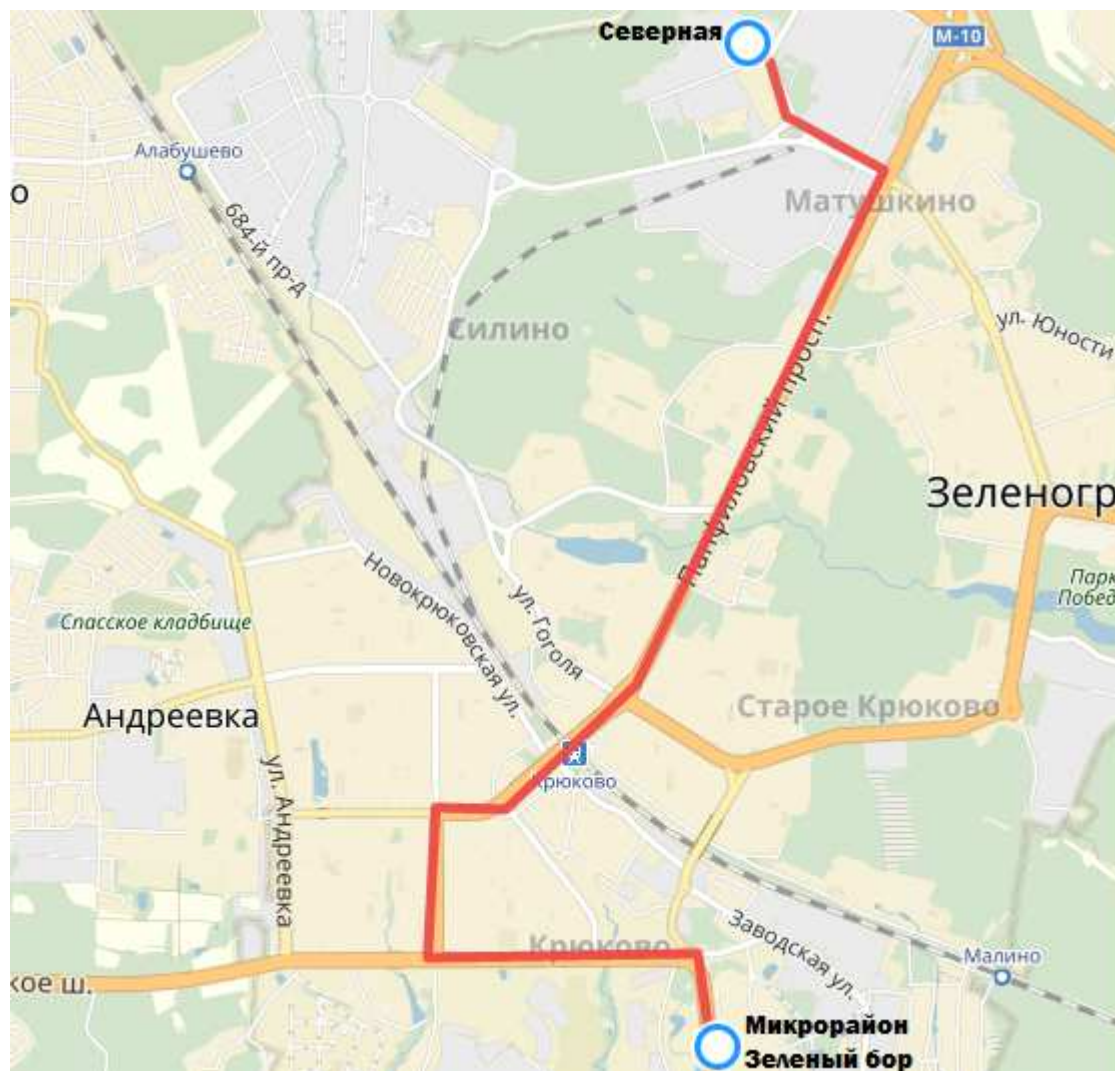 Северная
М-10
Алабушево
о
Матушкино
684-й пр-д
ул. Юности
Силино
Панфиловский просп.
Зеленогр
Новокрюковская ул.
ул. Гоголя
Парк
Побед
Спасское кладбище
Андреевка
Старое Крюково
Крюково
ул. Андреевка
Заводская ул.
Крюково
Малино
кое ш.
Микрорайон
Зеленый бор